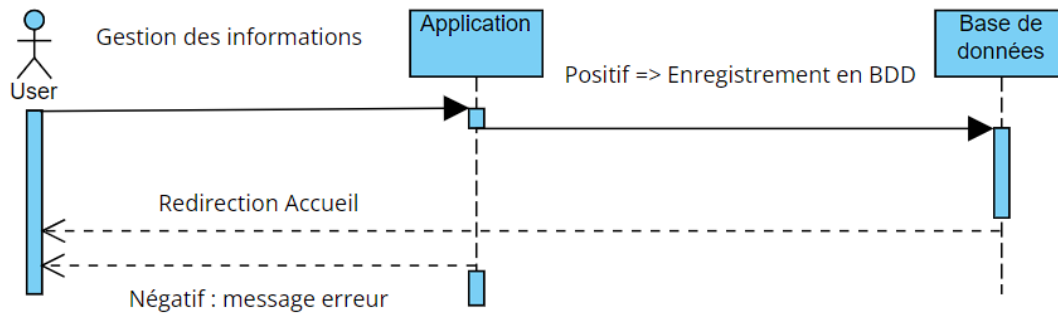 Application
Base de
données
Gestion des informations
Positif => Enregistrement en BDD
User
Redirection Accueil
Négatif : message erreur